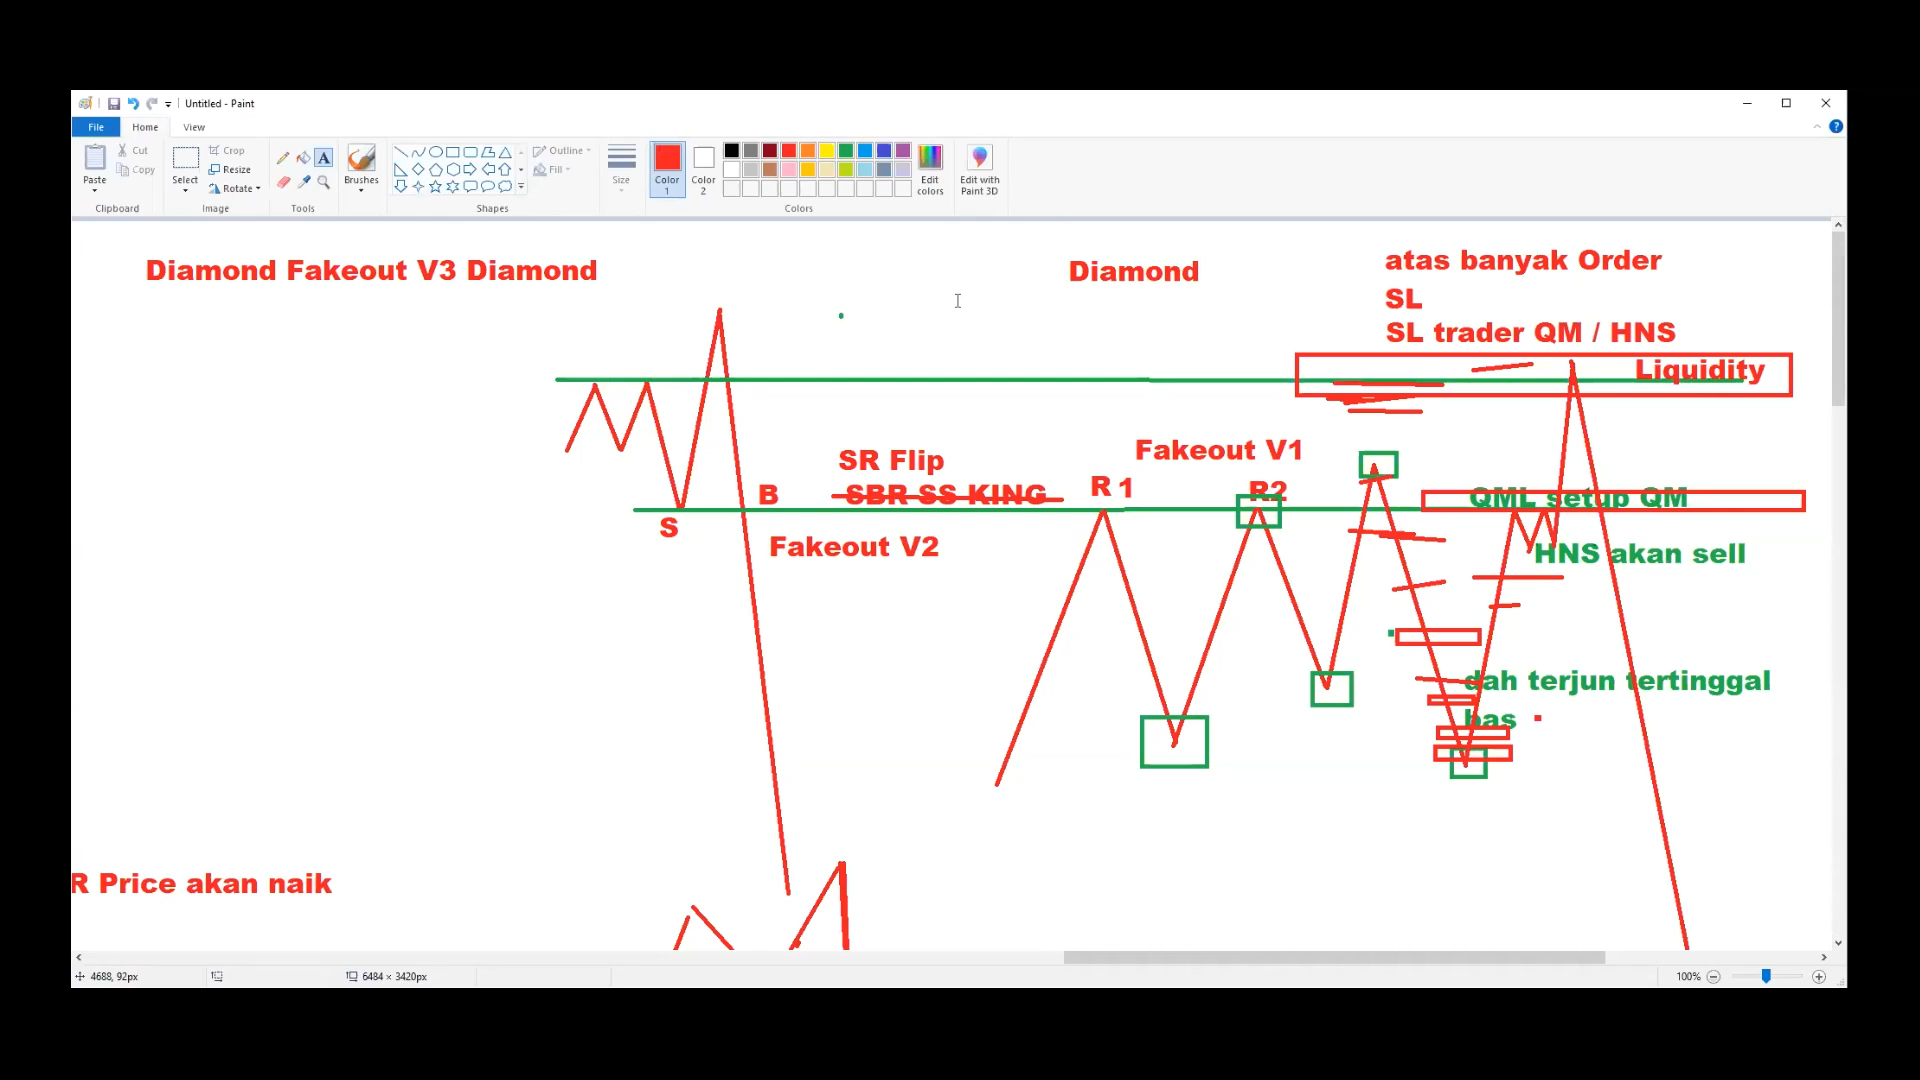 Untitled - Paint
File Home View
Paste
Cut
Copy
Clipboard
Select
Crop
Resize
Rotate
Image
Tools
Brushes
Shapes
Outline
Fill
Size
Color 1
Color 2
Edit colors
Edit with Paint 3D
Colors
Diamond Fakeout V3 Diamond
Diamond
atas banyak Order
SL
SL trader QM / HNS
Liquidity
Fakeout V1
SR Flip
B
SBR SS KING
R 1
R2
QML setup QM
S
Fakeout V2
HNS akan sell
dah terjun tertinggal
bas
R Price akan naik
4688, 92px
6484 × 3420px
100%